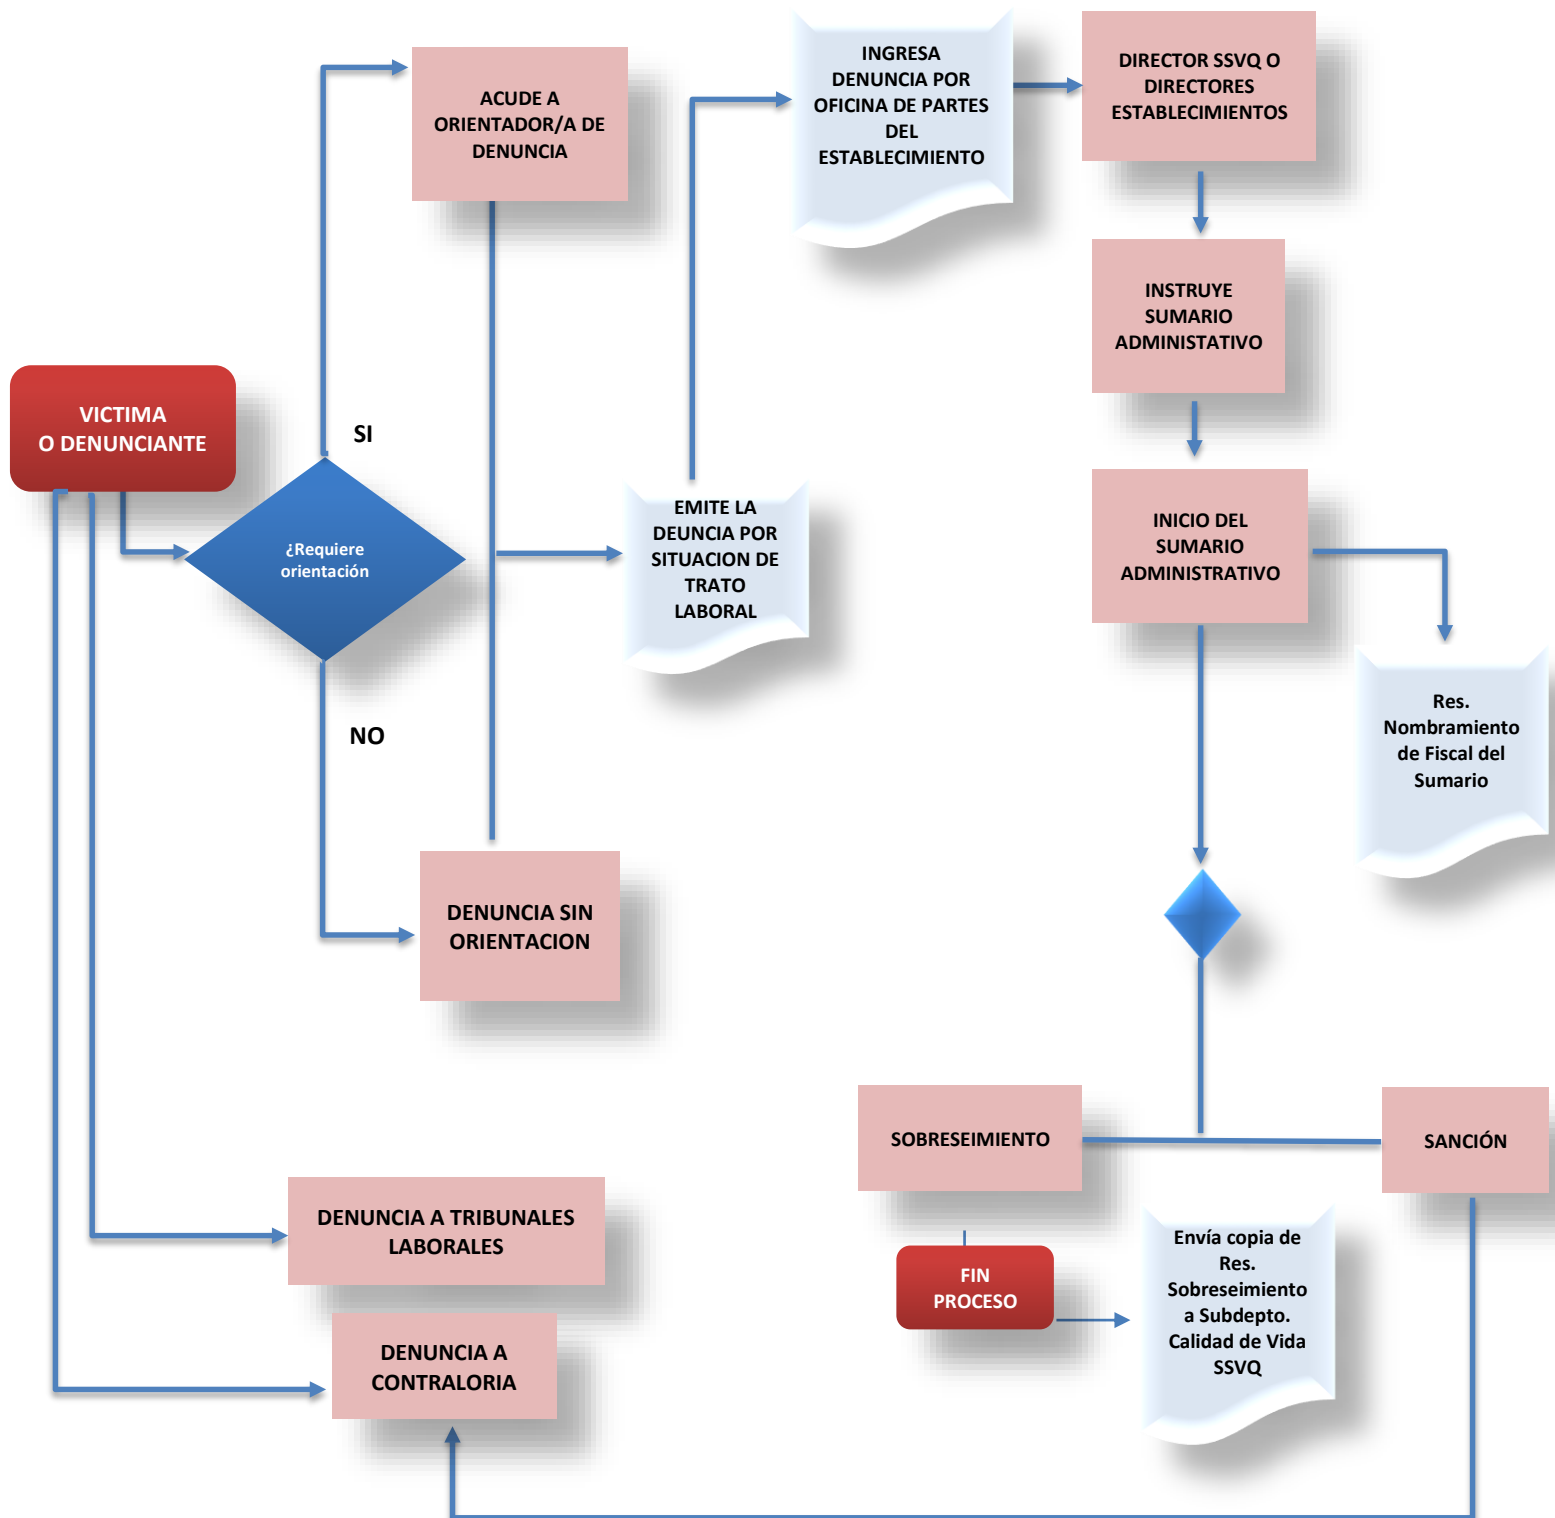 ACUDE A
ORIENTADOR/A DE
DENUNCIA
INGRESA
DENUNCIA POR
OFICINA DE PARTES
DEL
ESTABLECIMIENTO
DIRECTOR SSVQ O
DIRECTORES
ESTABLECIMIENTOS
INSTRUYE
SUMARIO
ADMINISTATIVO
VICTIMA
O DENUNCIANTE
SI
¿Requiere
orientación
EMITE LA
DEUNCIA POR
SITUACION DE
TRATO
LABORAL
INICIO DEL
SUMARIO
ADMINISTRATIVO
Res.
Nombramiento
de Fiscal del
Sumario
NO
DENUNCIA SIN
ORIENTACION
SOBRESEIMIENTO
SANCIÓN
DENUNCIA A TRIBUNALES
LABORALES
FIN
PROCESO
Envía copia de
Res.
Sobreseimiento
a Subdepto.
Calidad de Vida
SSVQ
DENUNCIA A
CONTRALORIA